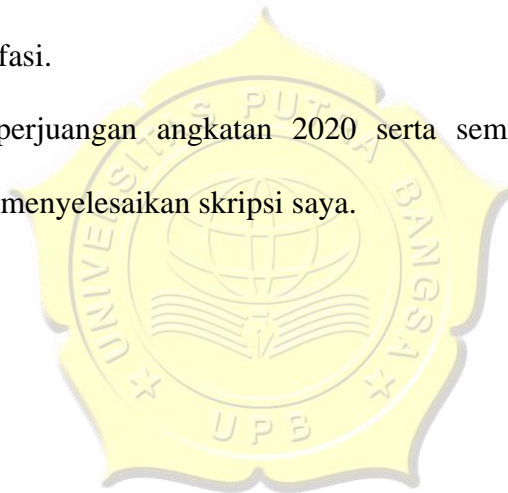 fasi.
perjuangan angkatan 2020 serta sem
menyelesaikan skripsi saya.
UNIVERSITAS PUTRA BANGSA
UPB